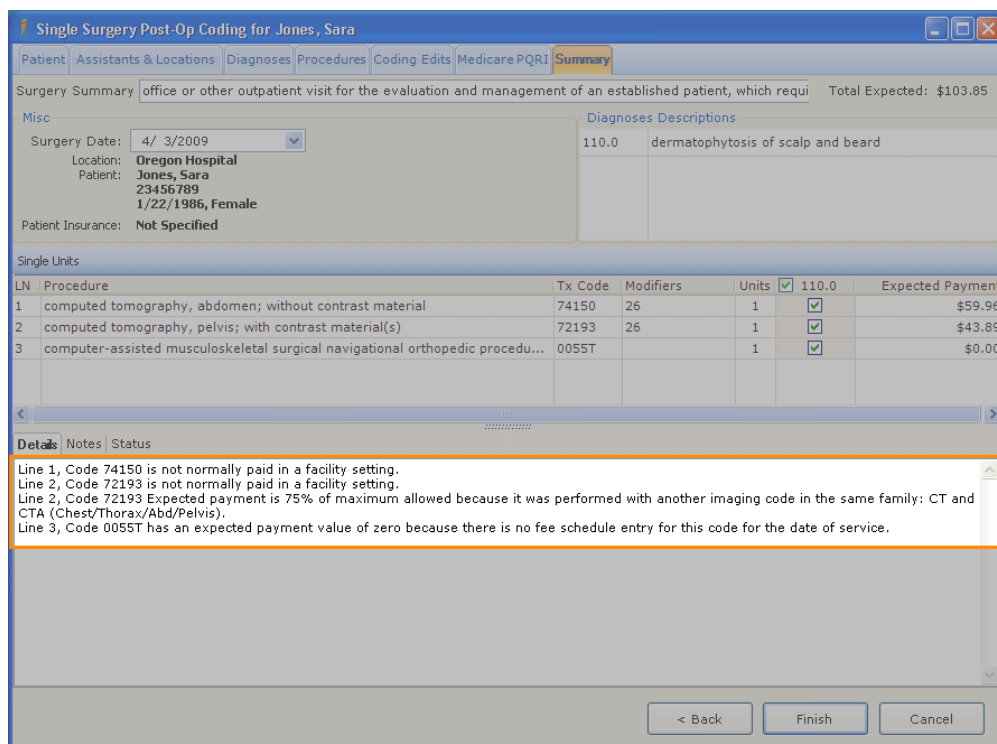 Single Surgery Post-Op Coding for Jones, Sara
Patient Assistants & Locations Diagnoses Procedures Coding Edits Medicare PQRI Summary
Surgery Summary office or other outpatient visit for the evaluation and management of an established patient, which requi Total Expected: $103.85
Misc
Surgery Date: 4/ 3/2009
Location: Oregon Hospital
Patient: Jones, Sara
23456789
1/22/1986, Female
Patient Insurance: Not Specified
Diagnoses Descriptions
110.0 dermatophytosis of scalp and beard
Single Units
LN Procedure Tx Code Modifiers Units 110.0 Expected Payment
1 computed tomography, abdomen; without contrast material 74150 26 1 $59.96
2 computed tomography, pelvis; with contrast material(s) 72193 26 1 $43.89
3 computer-assisted musculoskeletal surgical navigational orthopedic procedu... 0055T 1 $0.00
Details Notes Status
Line 1, Code 74150 is not normally paid in a facility setting.
Line 2, Code 72193 is not normally paid in a facility setting.
Line 2, Code 72193 Expected payment is 75% of maximum allowed because it was performed with another imaging code in the same family: CT and
CTA (Chest/Thorax/Abd/Pelvis).
Line 3, Code 0055T has an expected payment value of zero because there is no fee schedule entry for this code for the date of service.
< Back Finish Cancel